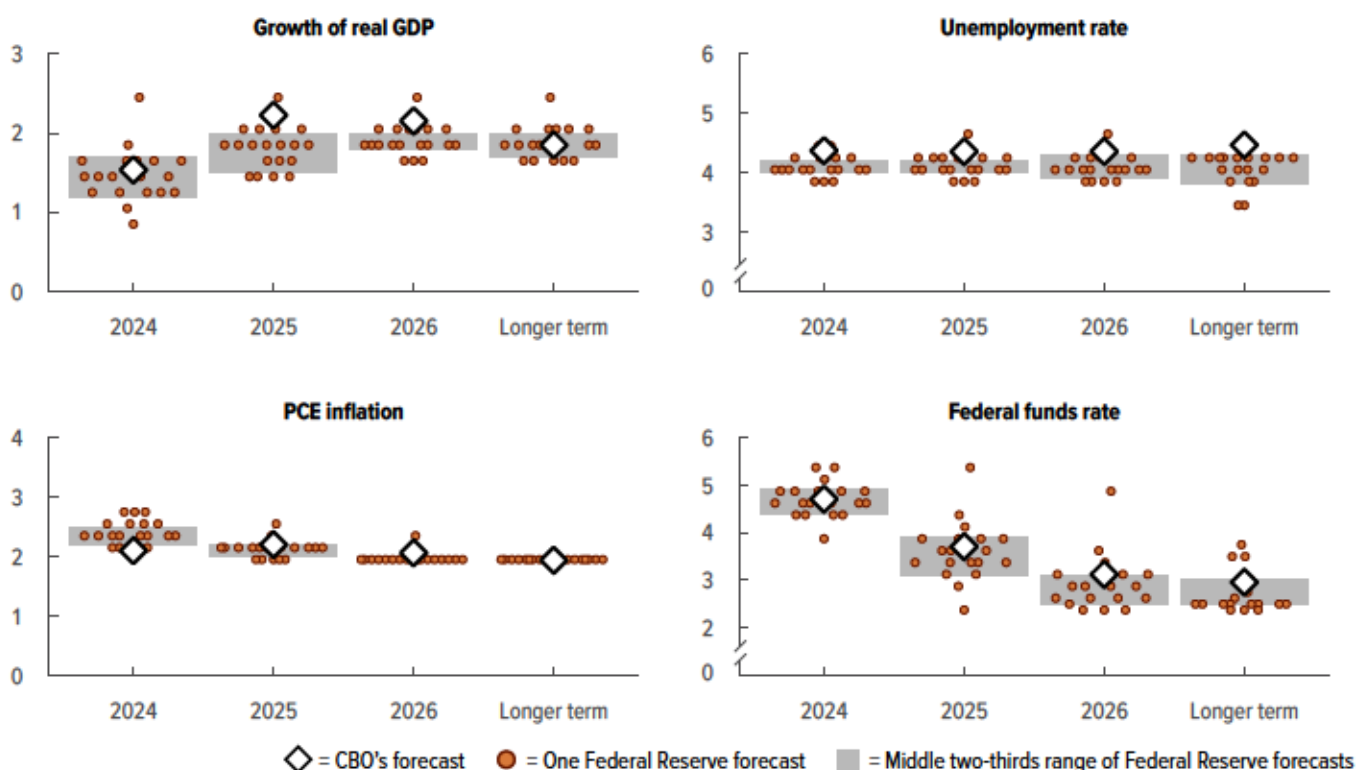 Growth of real GDP
3
2
1
0
2024 2025 2026 Longer term
Unemployment rate
6
5
4
3
0
2024 2025 2026 Longer term
PCE inflation
4
3
2
1
0
2024 2025 2026 Longer term
Federal funds rate
6
5
4
3
2
0
2024 2025 2026 Longer term
= CBO's forecast = One Federal Reserve forecast = Middle two-thirds range of Federal Reserve forecasts